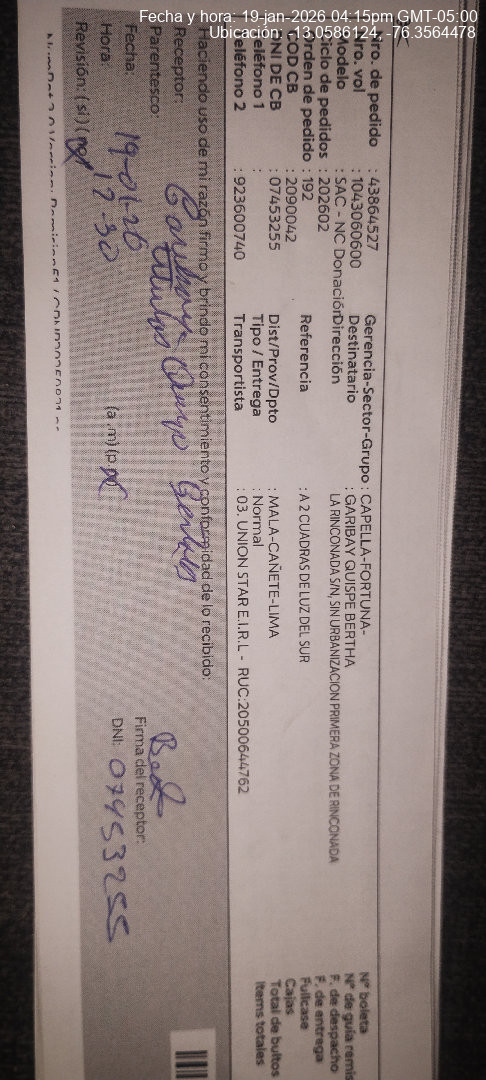 Fecha y hora: 19-jan-2026 04:15pm GMT-05:00
Ubicación: -13.0586124, -76.3564478
ro. de pedido : 43864527
ro. vol : 1043060600
Modelo : SAC - NC Donación
iclo de pedidos : 202602
rden de pedido : 192
OD CB : 2090042
NI DE CB : 07453255
eléfono 1 :
eléfono 2 : 923600740
Gerencia-Sector-Grupo : CAPELLA-FORTUNA-
Destinatario : GARIBAY QUISPE BERTHA
Dirección LA RINCONADA S/N, SIN URBANIZACION PRIMERA ZONA DE RINCONADA
Referencia : A 2 CUADRAS DE LUZ DEL SUR
Dist/Prov/Dpto : MALA-CAÑETE-LIMA
Tipo / Entrega : Normal
Transportista : 03. UNION STAR E.I.R.L - RUC:20500644762
N° boleta
N° de guía remis
F. de despacho
F. de entrega
Fullcase
Cajas
Total de bultos
Items totales
Haciendo uso de mi razón firmo y brindo mi consentimiento y conformidad de lo recibido:
Receptor:
Parentesco:
Fecha: 19-01-26
Hora: 12-30 (a.m) (p.m)
Revisión: (si) (no)
Firma del receptor:
DNI: 07453255